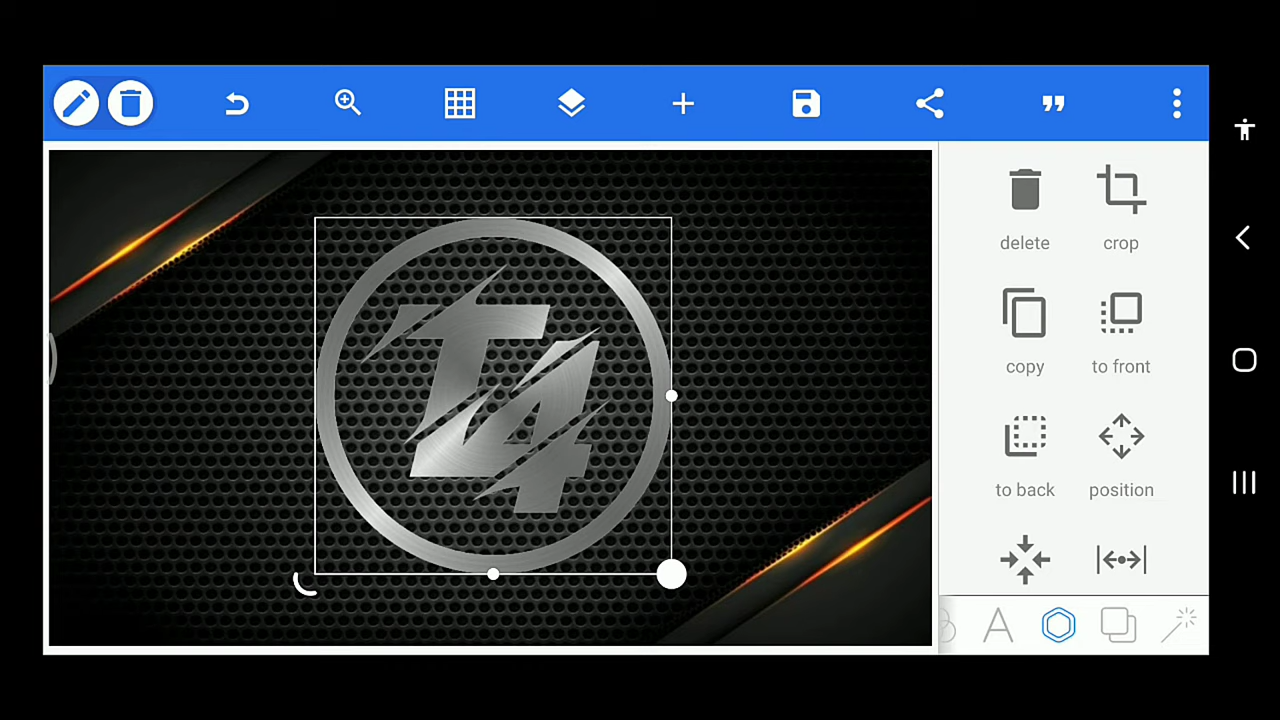 T4
delete
crop
copy
to front
to back
position
A